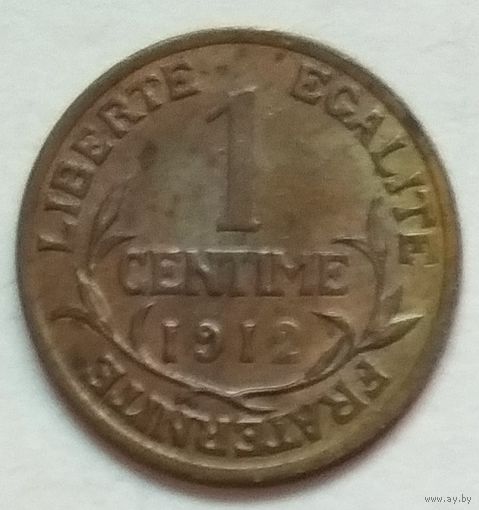 LIBERTE EGALITE
FRATERNITE
1
CENTIME
1912
www.ay.by